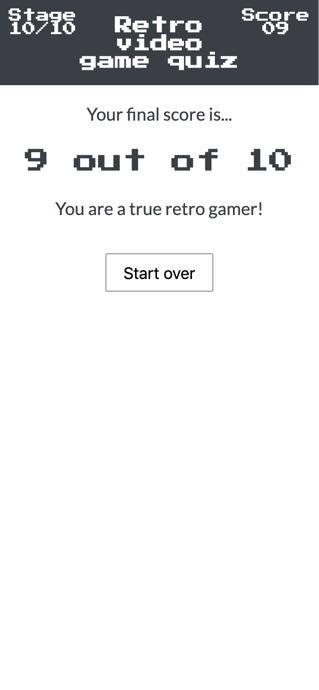 Stage
10/10
Retro
video
game quiz
Score
09
Your final score is...
9 out of 10
You are a true retro gamer!
Start over